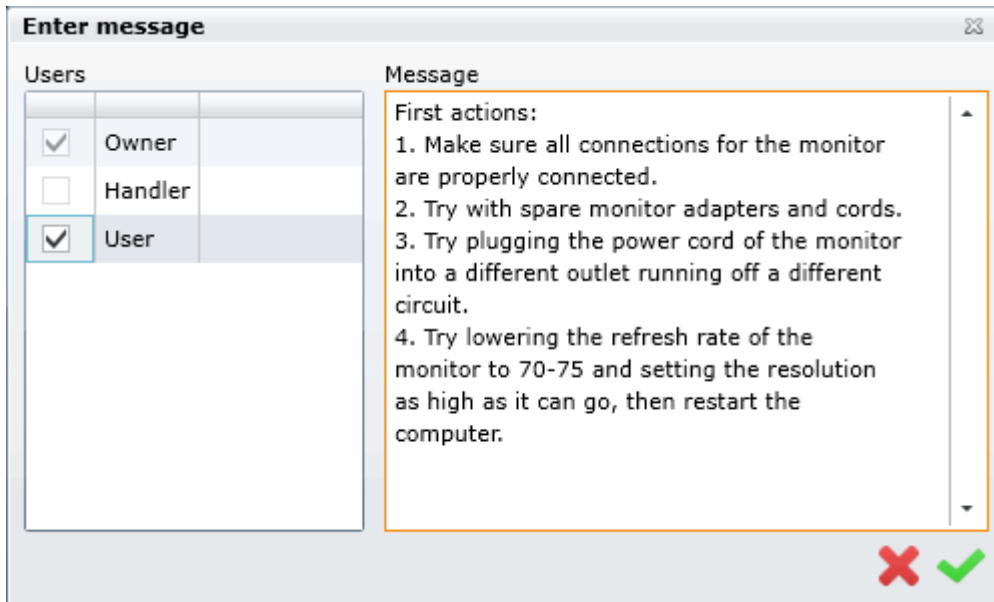 Enter message
Users
Owner
Handler
User
Message
First actions:
1. Make sure all connections for the monitor
are properly connected.
2. Try with spare monitor adapters and cords.
3. Try plugging the power cord of the monitor
into a different outlet running off a different
circuit.
4. Try lowering the refresh rate of the
monitor to 70-75 and setting the resolution
as high as it can go, then restart the
computer.